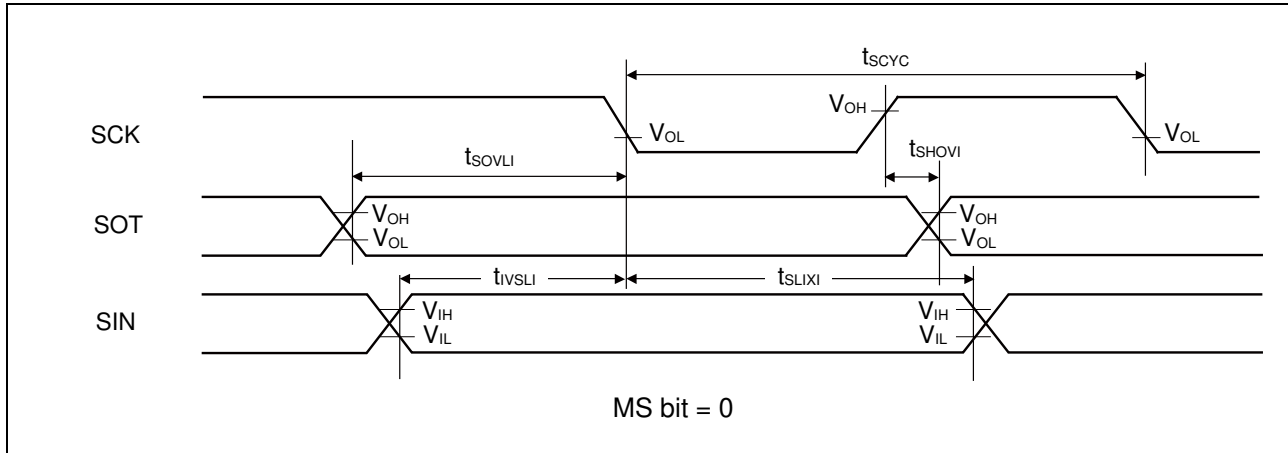 tSCYC
SCK
VOH
VOL
VOL
tSHOVI
tSOVLI
SOT
VOH
VOL
VOH
VOL
tIVSLI
tSLIXI
SIN
VIH
VIL
VIH
VIL
MS bit = 0